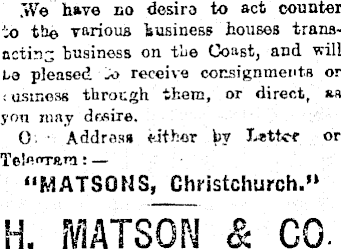 We have no desire to act counter
to the various business houses trans-
acting business on the Coast, and will
be pleased to receive consignments or
business through them, or direct, as
you may desire.
Address either by Letter or
Telegram:—
"MATSONS, Christchurch."
H. MATSON & CO.